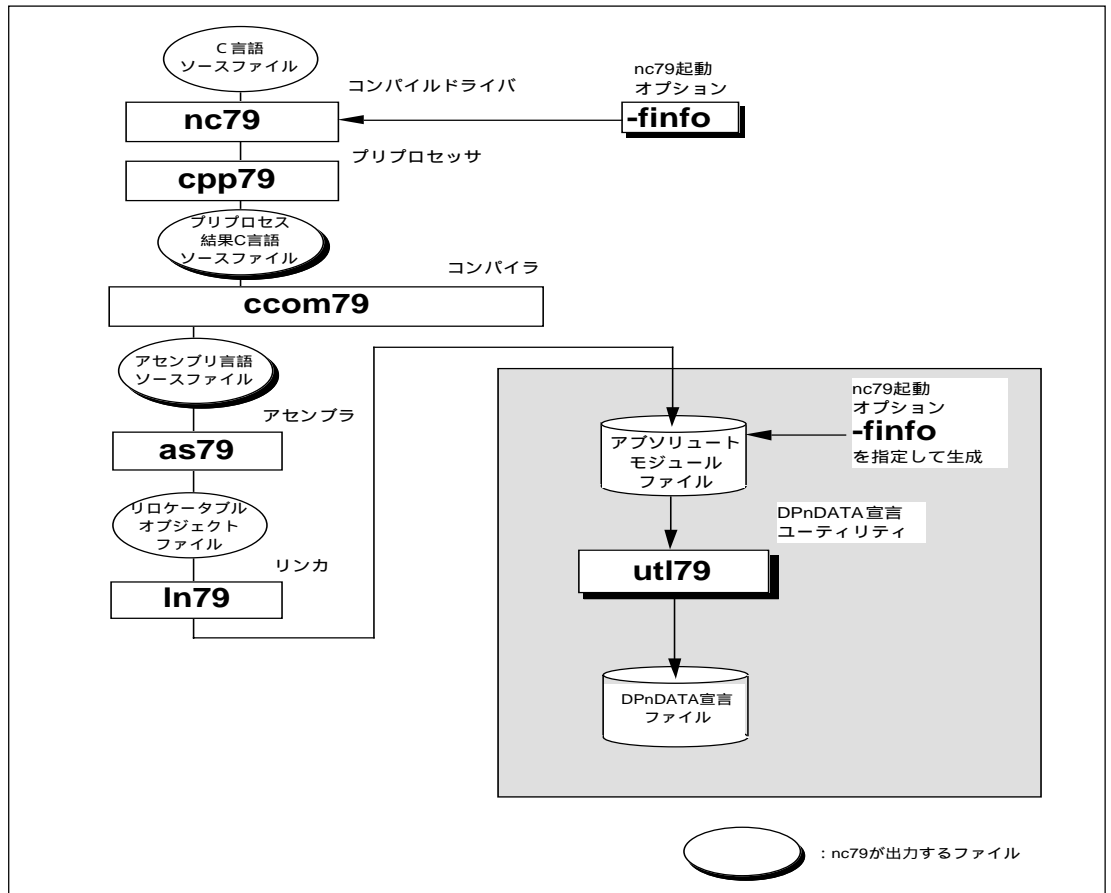 C言語
ソースファイル
コンパイルドライバ
nc79起動
オプション
nc79
-finfo
プリプロセッサ
cpp79
プリプロセス
結果C言語
ソースファイル
コンパイラ
ccom79
アセンブリ言語
ソースファイル
アセンブラ
as79
リロケータブル
オブジェクト
ファイル
リンカ
ln79
nc79起動
オプション
-finfo
を指定して生成
アブソリュート
モジュール
ファイル
DPnDATA宣言
ユーティリティ
utl79
DPnDATA宣言
ファイル
:nc79が出力するファイル